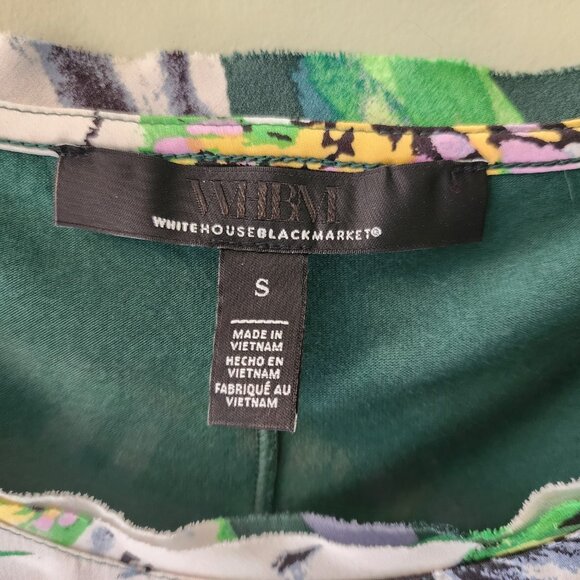 WHBM
WHITEHOUSEBLACKMARKET®
S
MADE IN
VIETNAM
HECHO EN
VIETNAM
FABRIQUÉ AU
VIETNAM